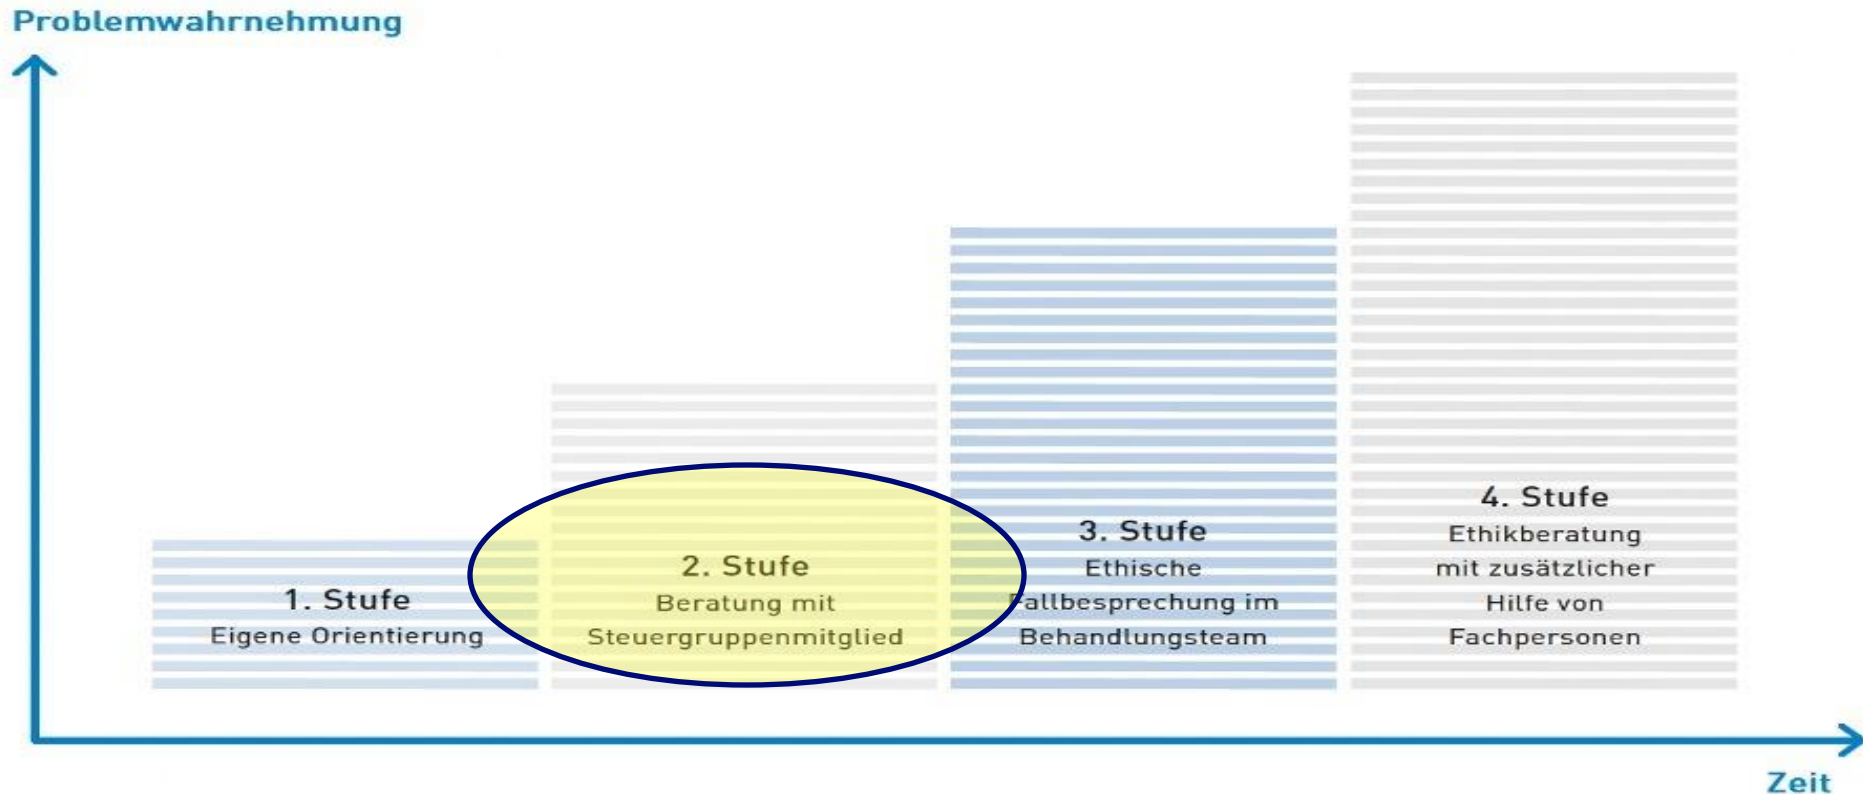 Problemwahrnehmung
1. Stufe
Eigene Orientierung
2. Stufe
Beratung mit
Steuergruppenmitglied
3. Stufe
Ethische
Fallbesprechung im
Behandlungsteam
4. Stufe
Ethikberatung
mit zusätzlicher
Hilfe von
Fachpersonen
Zeit